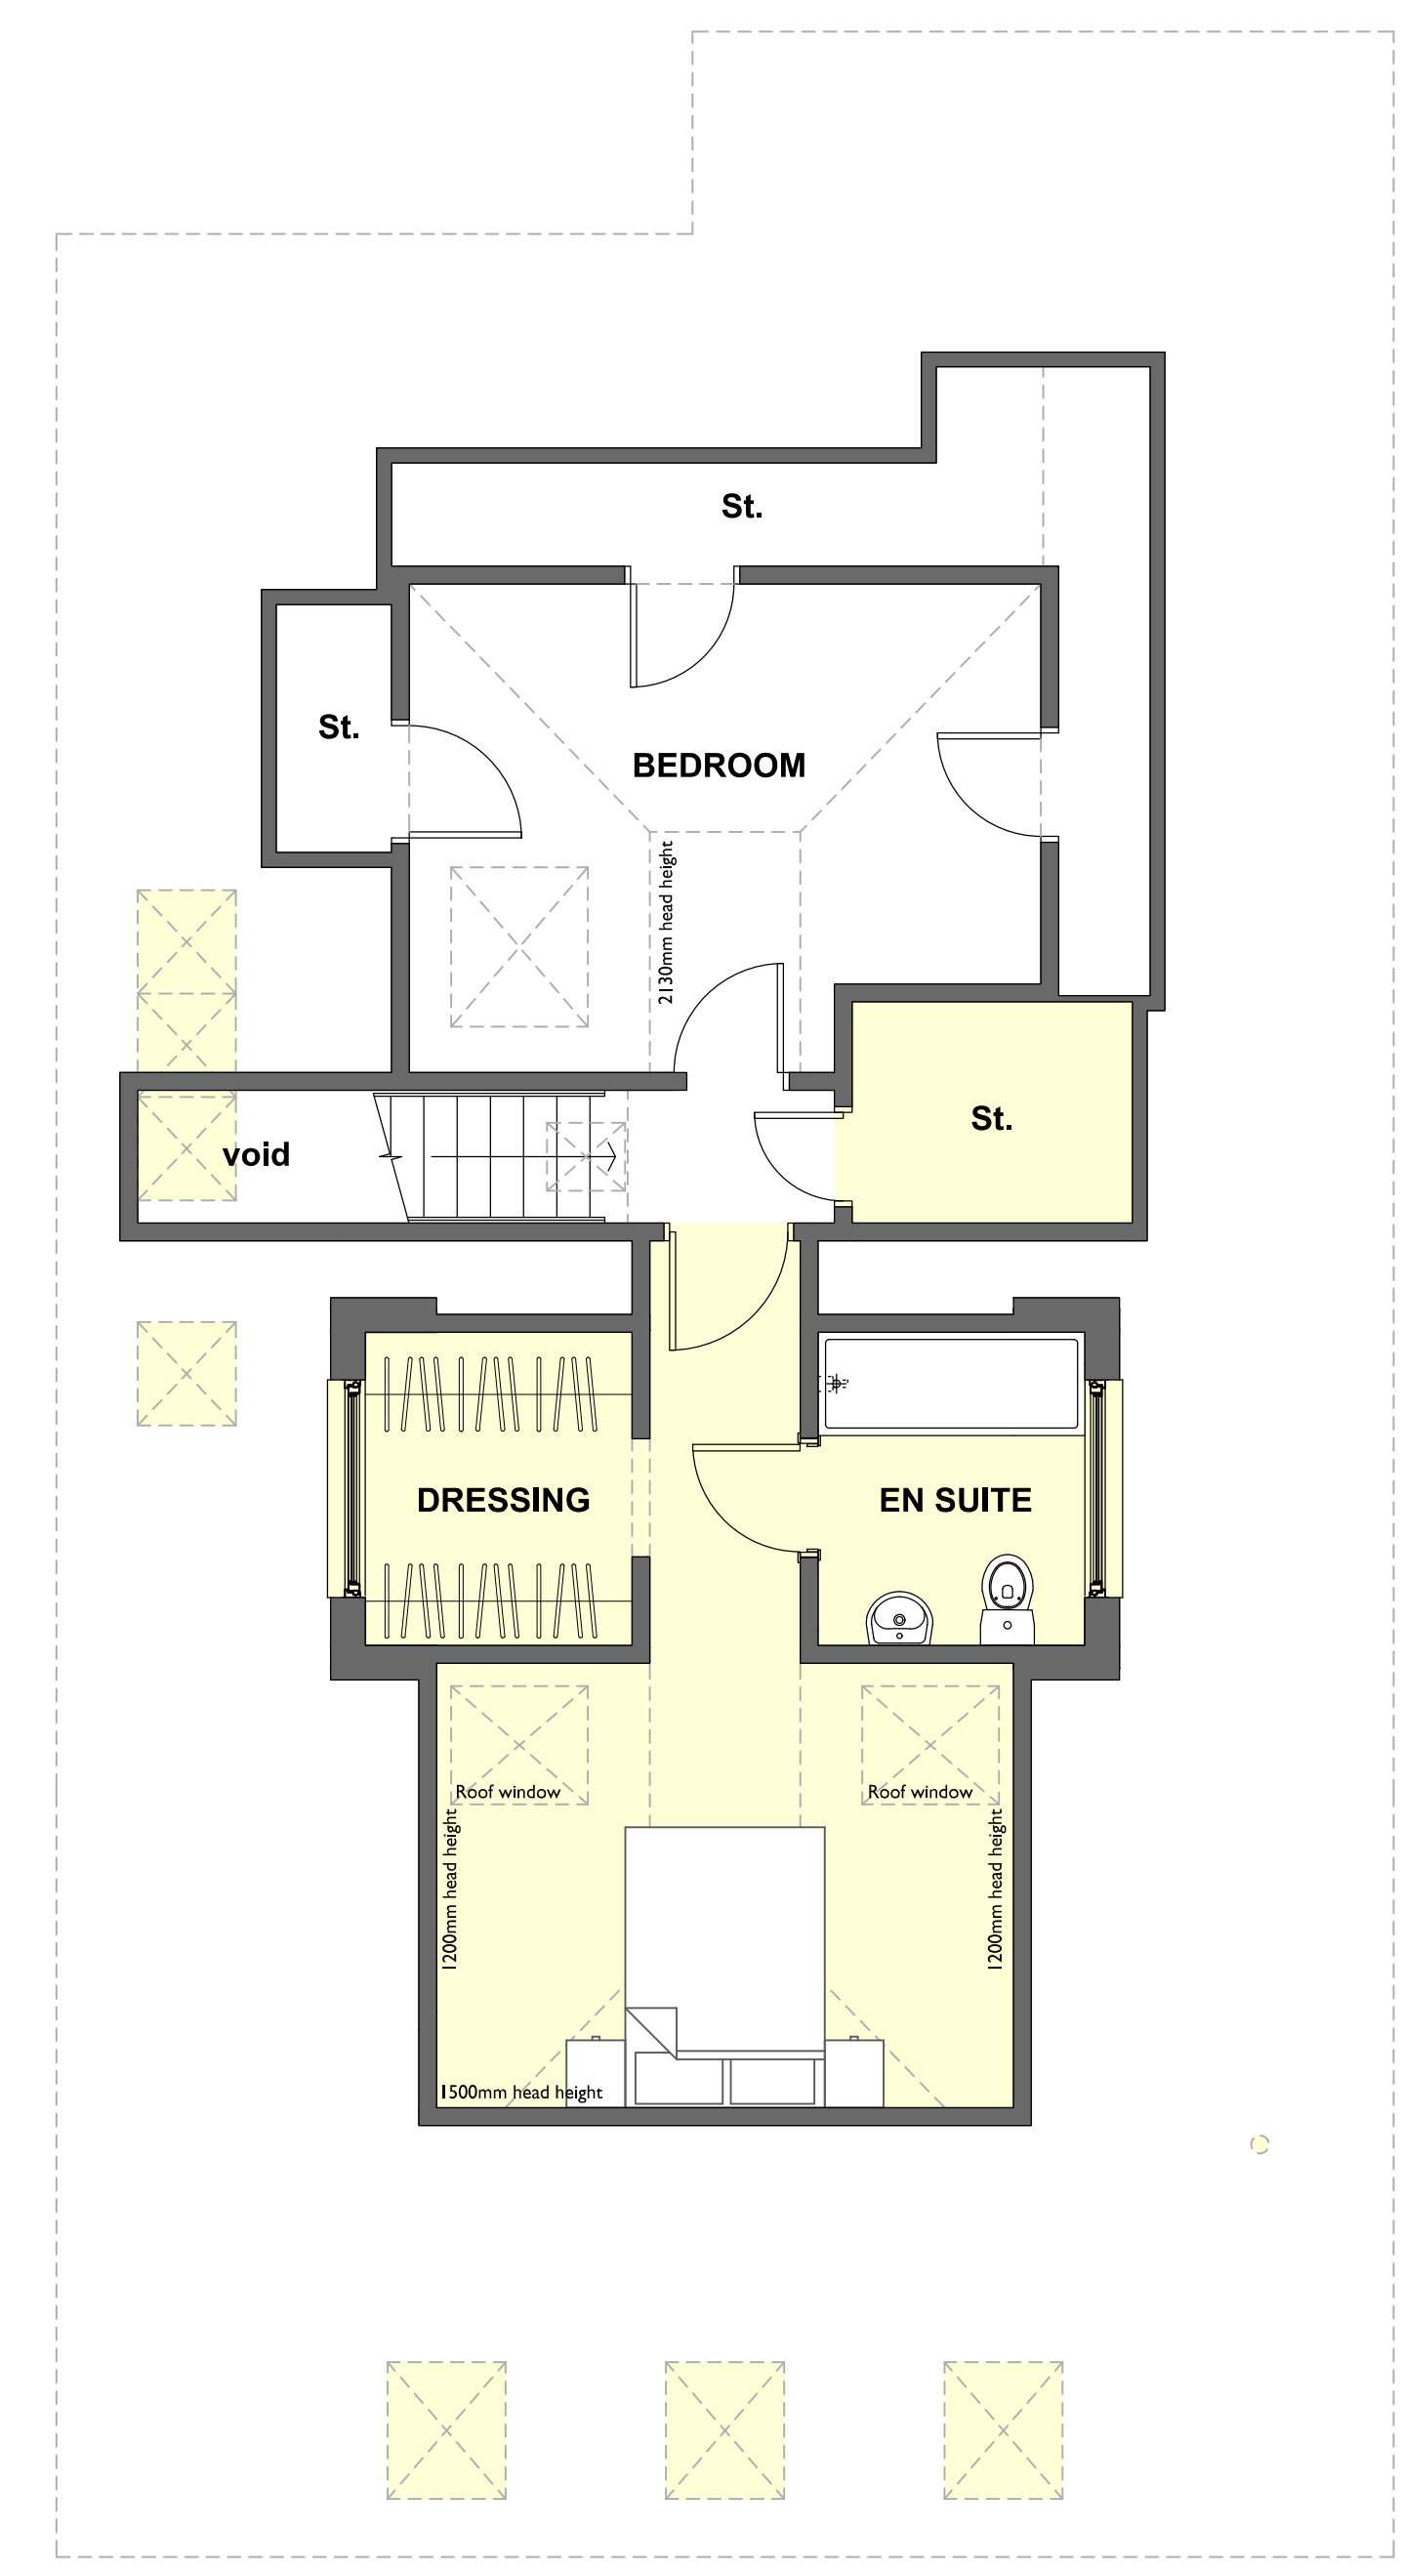 St.
St.
BEDROOM
2130mm head height
St.
void
DRESSING
EN SUITE
Roof window
Roof window
1200mm head height
1200mm head height
1500mm head height